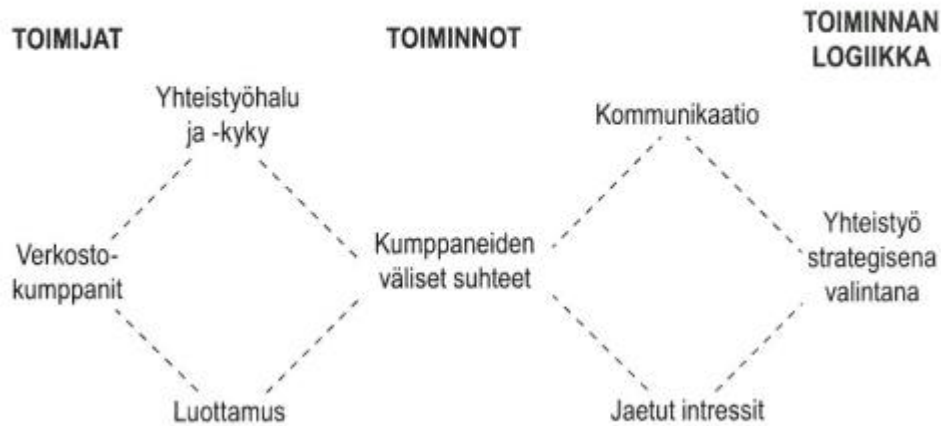 TOIMIJAT
TOIMINNOT
TOIMINNAN
LOGIIKKA
Yhteistyöhalu
ja -kyky
Kommunikaatio
Verkosto-
kumppanit
Kumppaneiden
väliset suhteet
Yhteistyö
strategisena
valintana
Luottamus
Jaetut intressit